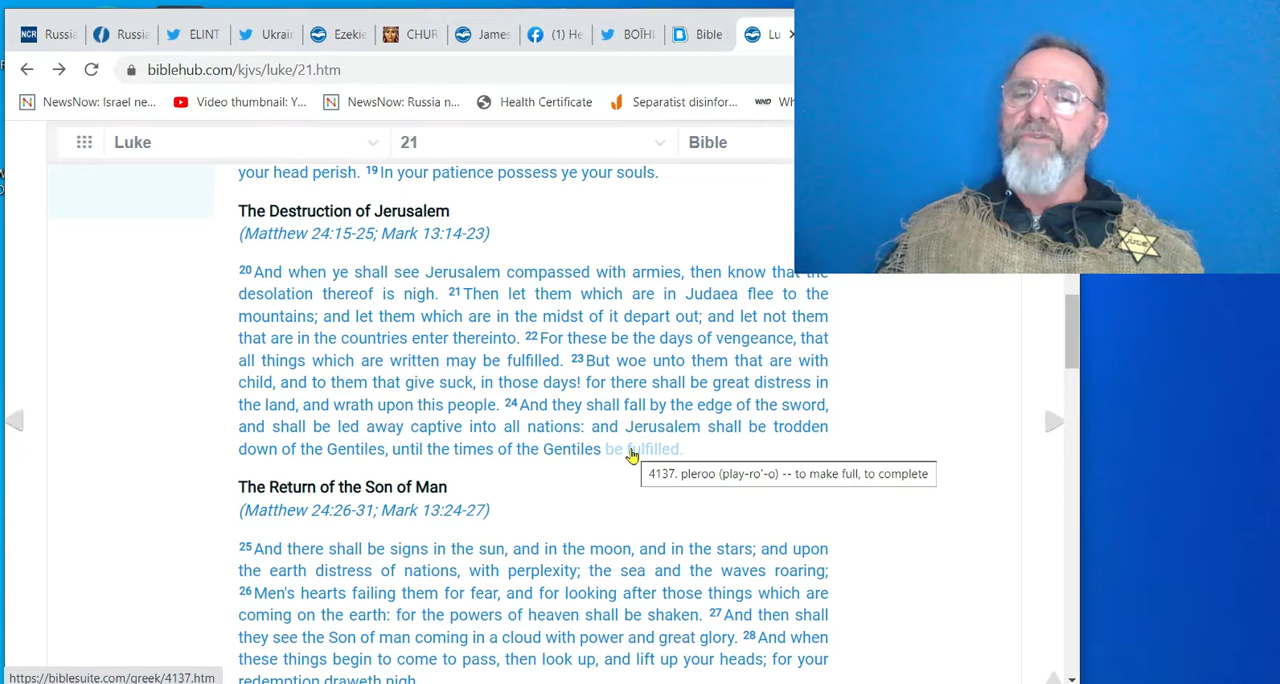 NCR Russia
Russia
ELINT
Ukrai
Ezekie
CHUR
James
(1) He
BOÏH
Bible
Lu
biblehub.com/kjvs/luke/21.htm
NewsNow: Israel ne...
Video thumbnail: Y...
NewsNow: Russia n...
Health Certificate
Separatist disinfor...
WND Wh
Luke
21
Bible
your head perish. 19 In your patience possess ye your souls.
The Destruction of Jerusalem
(Matthew 24:15-25; Mark 13:14-23)
20 And when ye shall see Jerusalem compassed with armies, then know that the
desolation thereof is nigh. 21 Then let them which are in Judaea flee to the
mountains; and let them which are in the midst of it depart out; and let not them
that are in the countries enter thereinto. 22 For these be the days of vengeance, that
all things which are written may be fulfilled. 23 But woe unto them that are with
child, and to them that give suck, in those days! for there shall be great distress in
the land, and wrath upon this people. 24 And they shall fall by the edge of the sword,
and shall be led away captive into all nations: and Jerusalem shall be trodden
down of the Gentiles, until the times of the Gentiles be fulfilled.
4137. pleroo (play-ro'-o) -- to make full, to complete
The Return of the Son of Man
(Matthew 24:26-31; Mark 13:24-27)
25 And there shall be signs in the sun, and in the moon, and in the stars; and upon
the earth distress of nations, with perplexity; the sea and the waves roaring;
26 Men's hearts failing them for fear, and for looking after those things which are
coming on the earth: for the powers of heaven shall be shaken. 27 And then shall
they see the Son of man coming in a cloud with power and great glory. 28 And when
these things begin to come to pass, then look up, and lift up your heads; for your
redemption draweth nigh.
https://biblesuite.com/greek/4137.htm